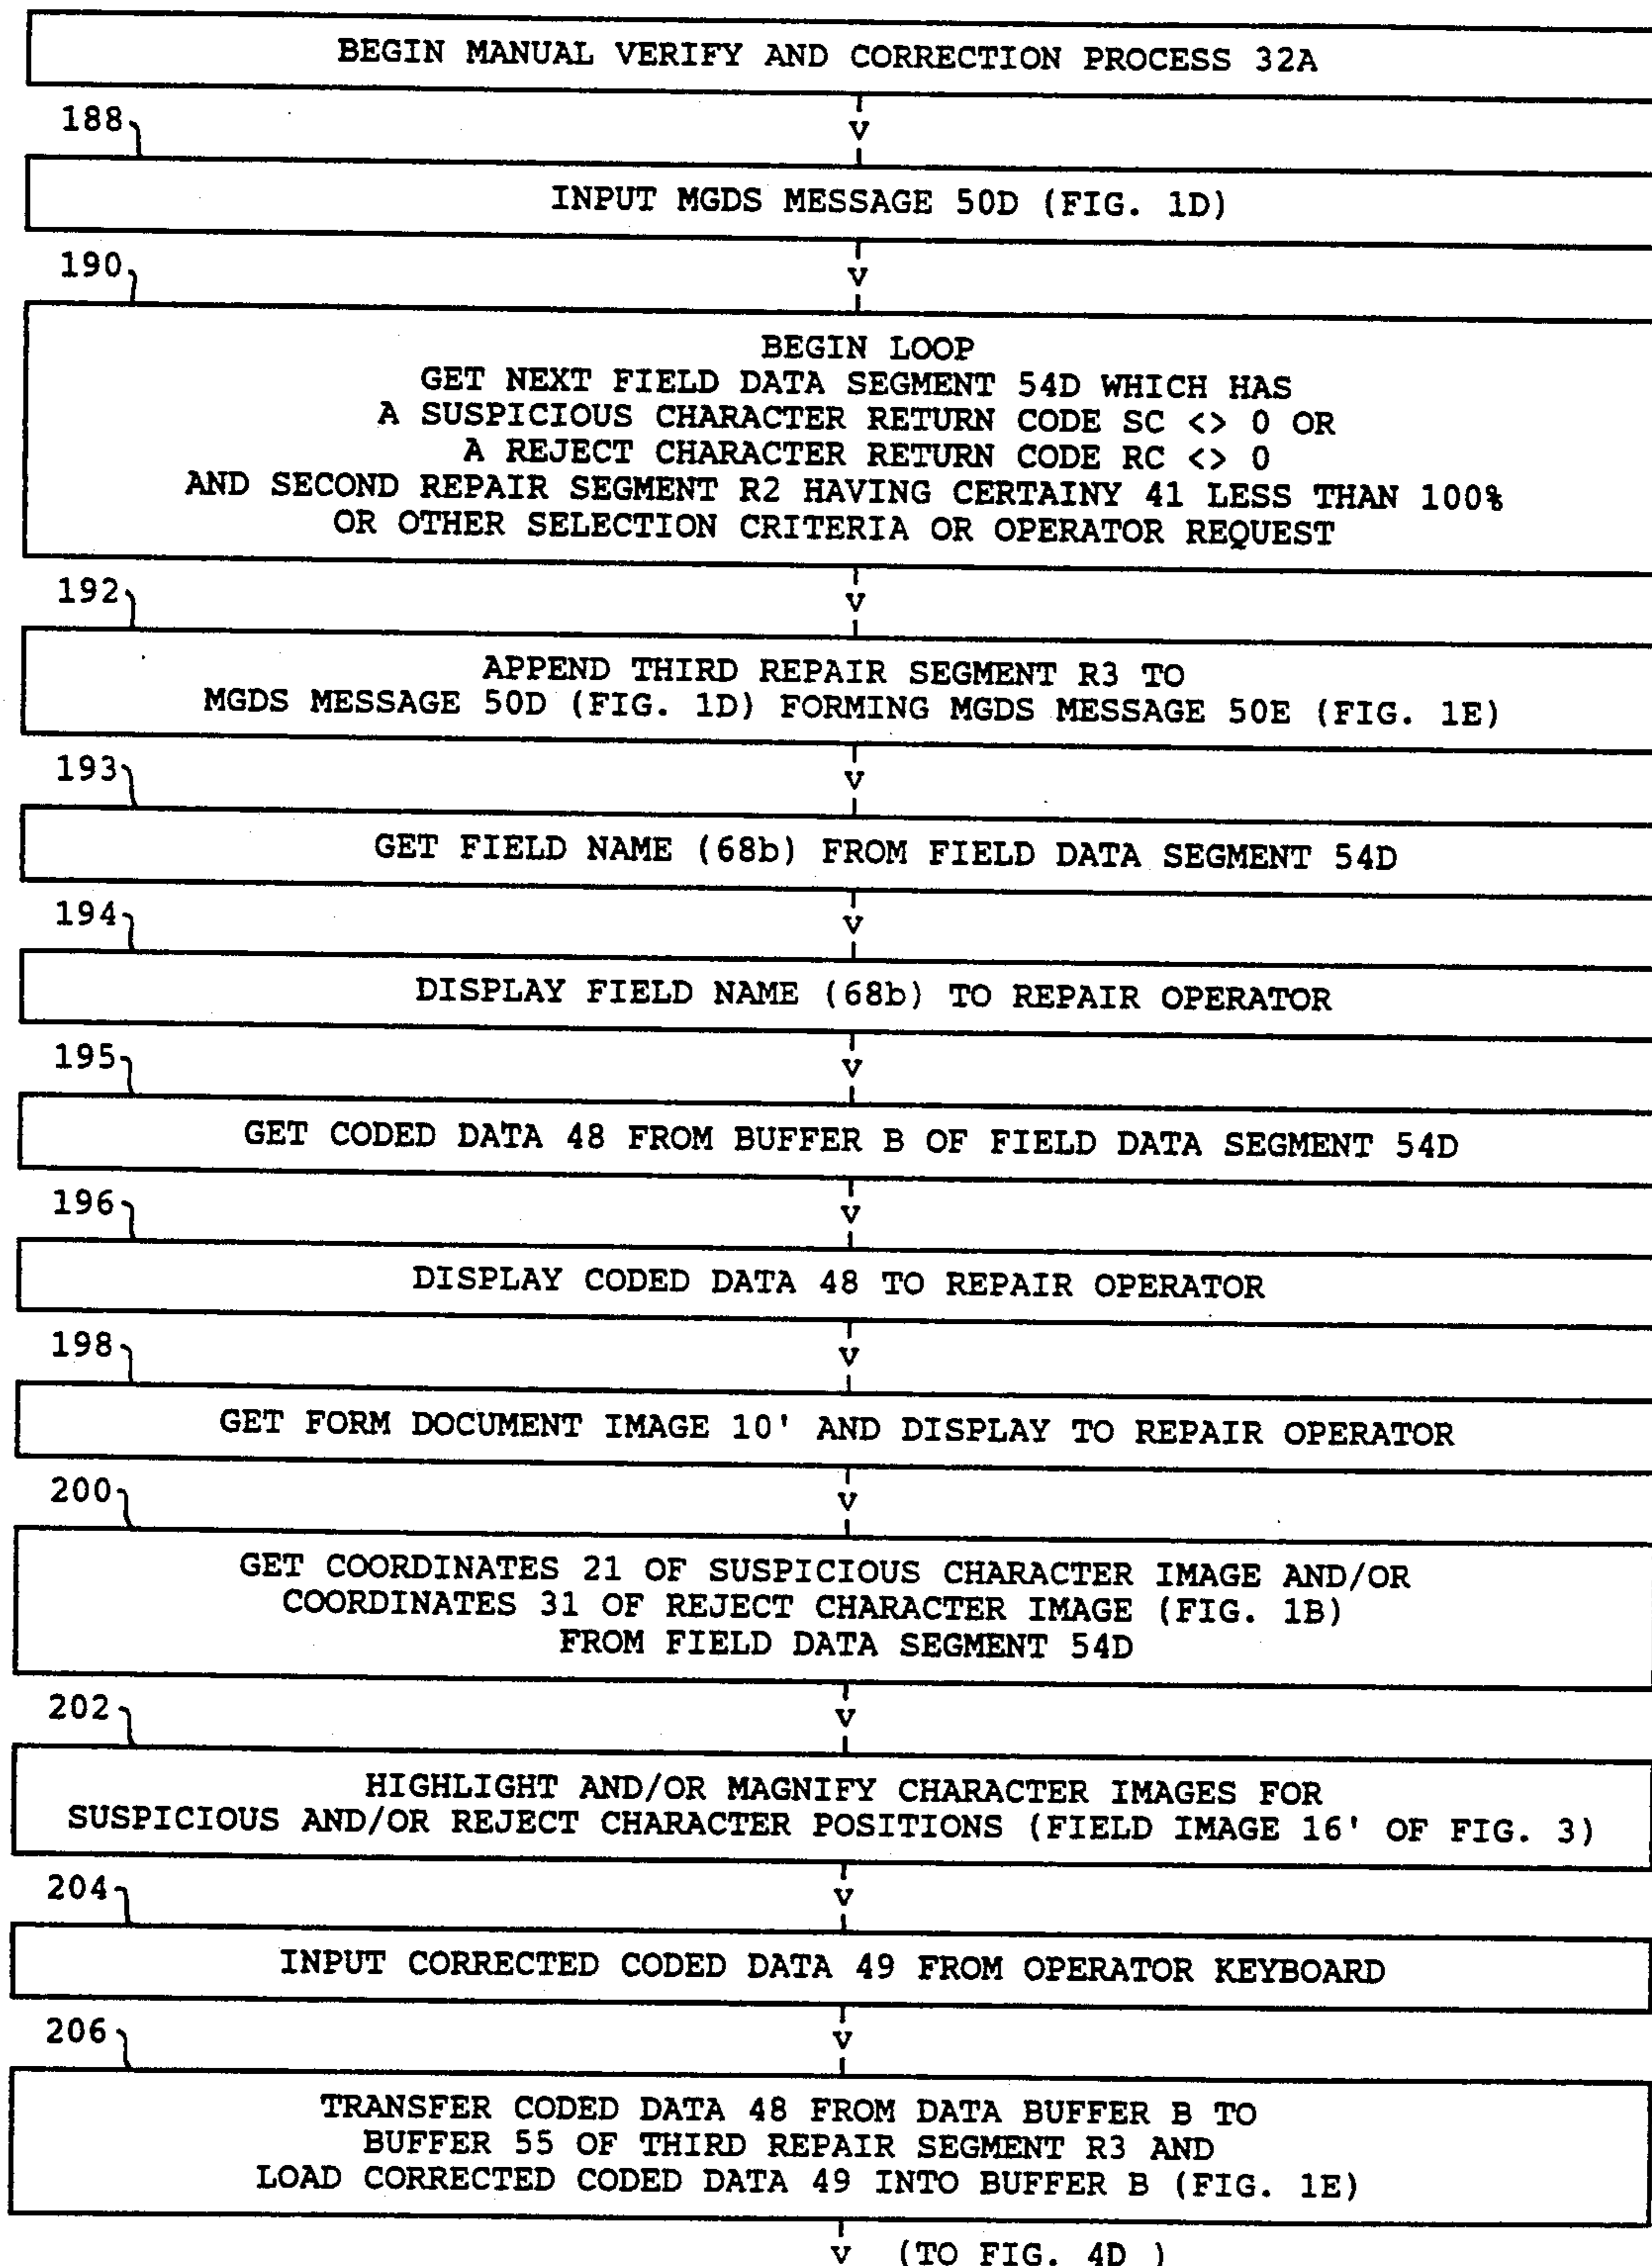 BEGIN MANUAL VERIFY AND CORRECTION PROCESS 32A
188
INPUT MGDS MESSAGE 50D (FIG. 1D)
190
BEGIN LOOP
GET NEXT FIELD DATA SEGMENT 54D WHICH HAS
A SUSPICIOUS CHARACTER RETURN CODE SC <> 0 OR
A REJECT CHARACTER RETURN CODE RC <> 0
AND SECOND REPAIR SEGMENT R2 HAVING CERTAINY 41 LESS THAN 100%
OR OTHER SELECTION CRITERIA OR OPERATOR REQUEST
192
APPEND THIRD REPAIR SEGMENT R3 TO
MGDS MESSAGE 50D (FIG. 1D) FORMING MGDS MESSAGE 50E (FIG. 1E)
193
GET FIELD NAME (68b) FROM FIELD DATA SEGMENT 54D
194
DISPLAY FIELD NAME (68b) TO REPAIR OPERATOR
195
GET CODED DATA 48 FROM BUFFER B OF FIELD DATA SEGMENT 54D
196
DISPLAY CODED DATA 48 TO REPAIR OPERATOR
198
GET FORM DOCUMENT IMAGE 10' AND DISPLAY TO REPAIR OPERATOR
200
GET COORDINATES 21 OF SUSPICIOUS CHARACTER IMAGE AND/OR
COORDINATES 31 OF REJECT CHARACTER IMAGE (FIG. 1B)
FROM FIELD DATA SEGMENT 54D
202
HIGHLIGHT AND/OR MAGNIFY CHARACTER IMAGES FOR
SUSPICIOUS AND/OR REJECT CHARACTER POSITIONS (FIELD IMAGE 16' OF FIG. 3)
204
INPUT CORRECTED CODED DATA 49 FROM OPERATOR KEYBOARD
206
TRANSFER CODED DATA 48 FROM DATA BUFFER B TO
BUFFER 55 OF THIRD REPAIR SEGMENT R3 AND
LOAD CORRECTED CODED DATA 49 INTO BUFFER B (FIG. 1E)
(TO FIG. 4D )